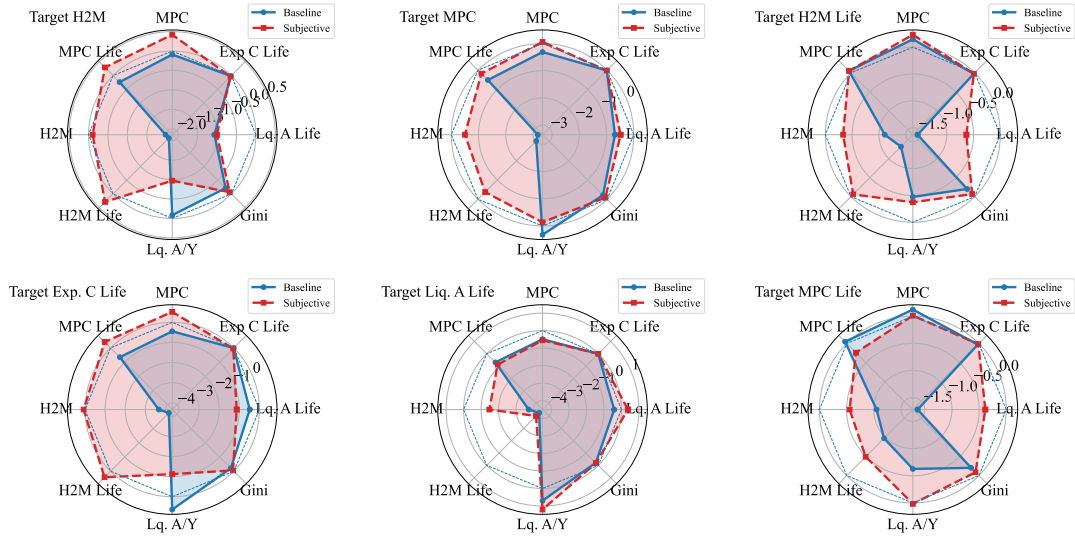 Target H2M
MPC
Baseline
Subjective
MPC Life
Exp C Life
0.5
0.0
−0.5
−1.0
−1.5
−2.0
H2M
Lq. A Life
H2M Life
Gini
Lq. A/Y
Target MPC
MPC
Baseline
Subjective
MPC Life
Exp C Life
0
−1
−2
−3
H2M
Lq. A Life
H2M Life
Gini
Lq. A/Y
Target H2M Life
MPC
Baseline
Subjective
MPC Life
Exp C Life
0.0
−0.5
−1.0
−1.5
H2M
Lq. A Life
H2M Life
Gini
Lq. A/Y
Target Exp. C Life
MPC
Baseline
Subjective
MPC Life
Exp C Life
0
−1
−2
−3
−4
H2M
Lq. A Life
H2M Life
Gini
Lq. A/Y
Target Liq. A Life
MPC
Baseline
Subjective
MPC Life
Exp C Life
1
0
−1
−2
−3
−4
H2M
Lq. A Life
H2M Life
Gini
Lq. A/Y
Target MPC Life
MPC
Baseline
Subjective
MPC Life
Exp C Life
0.0
−0.5
−1.0
−1.5
H2M
Lq. A Life
H2M Life
Gini
Lq. A/Y